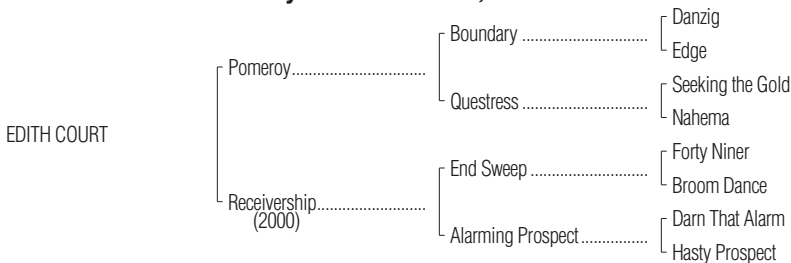 Danzig
Boundary ..............................
Edge
Pomeroy................................
Seeking the Gold
Questress ..............................
Nahema
EDITH COURT
Forty Niner
End Sweep ............................
Broom Dance
Receivership..........................
(2000)
Darn That Alarm
Alarming Prospect................
Hasty Prospect